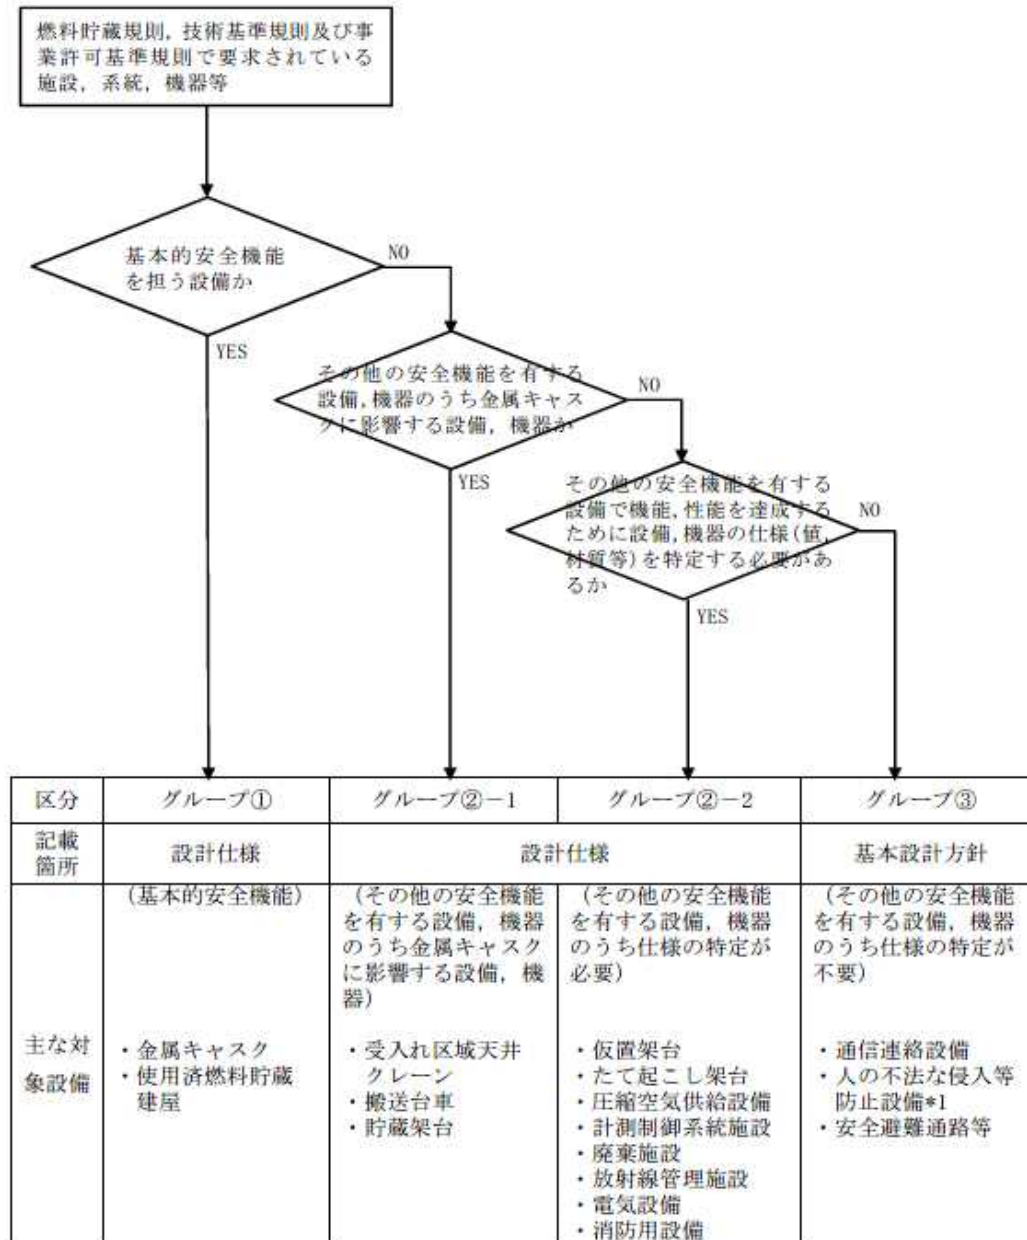 燃料貯蔵規則，技術基準規則及び事
業許可基準規則で要求されている
施設，系統，機器等
基本的安全機能
を担う設備か
NO
YES
その他の安全機能を有する
設備,機器のうち金属キャス
クに影響する設備，機器か
NO
YES
その他の安全機能を有する
設備で機能,性能を達成する
ために設備,機器の仕様(値,
材質等)を特定する必要があ
るか
NO
YES
区分
グループ①
グループ②－1
グループ②－2
グループ③
記載
箇所
設計仕様
設計仕様
基本設計方針
主な対
象設備
（基本的安全機能）
・金属キャスク
・使用済燃料貯蔵
建屋
（その他の安全機能
を有する設備，機器
のうち金属キャスク
に影響する設備，機
器）
・受入れ区域天井
クレーン
・搬送台車
・貯蔵架台
（その他の安全機能
を有する設備，機器
のうち仕様の特定が
必要）
・仮置架台
・たて起こし架台
・圧縮空気供給設備
・計測制御系統施設
・廃棄施設
・放射線管理施設
・電気設備
・消防用設備
（その他の安全機能
を有する設備，機器
のうち仕様の特定が
不要）
・通信連絡設備
・人の不法な侵入等
防止設備*1
・安全避難通路等